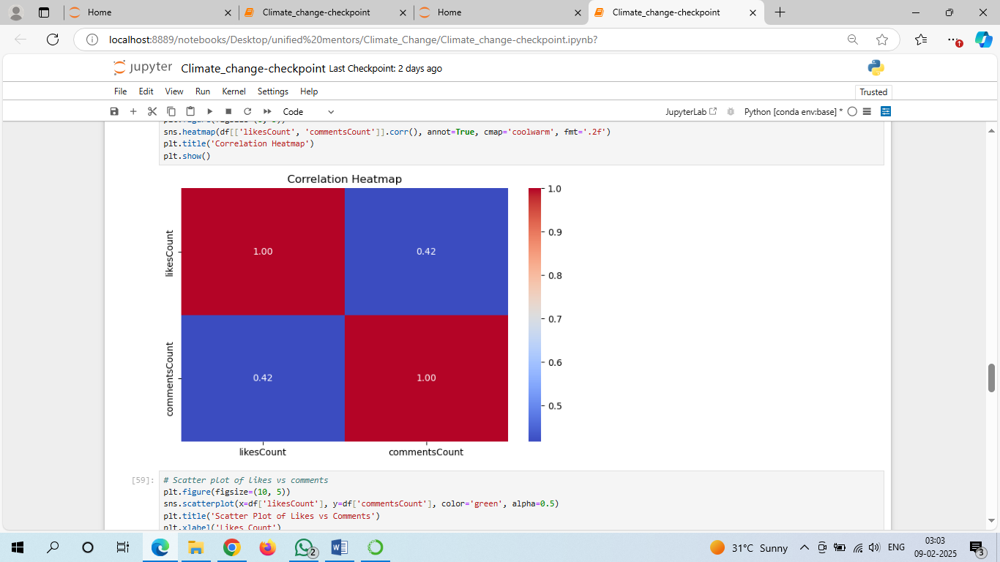 Home
Climate_change-checkpoint
Home
Climate_change-checkpoint
localhost:8889/notebooks/Desktop/unified%20mentors/Climate_Change/Climate_change-checkpoint.ipynb?
jupyter Climate_change-checkpoint Last Checkpoint: 2 days ago
File Edit View Run Kernel Settings Help
Trusted
Code
JupyterLab
Python [conda env:base] *
sns.heatmap(df[['likesCount', 'commentsCount']].corr(), annot=True, cmap='coolwarm', fmt='.2f')
plt.title('Correlation Heatmap')
plt.show()
Correlation Heatmap
likesCount
commentsCount
1.00
0.42
0.42
1.00
likesCount
commentsCount
1.0
0.9
0.8
0.7
0.6
0.5
[59]:
# Scatter plot of likes vs comments
plt.figure(figsize=(10, 5))
sns.scatterplot(x=df['likesCount'], y=df['commentsCount'], color='green', alpha=0.5)
plt.title('Scatter Plot of Likes vs Comments')
plt.xlabel('Likes Count')
2
31°C Sunny
ENG
03:03
09-02-2025
3